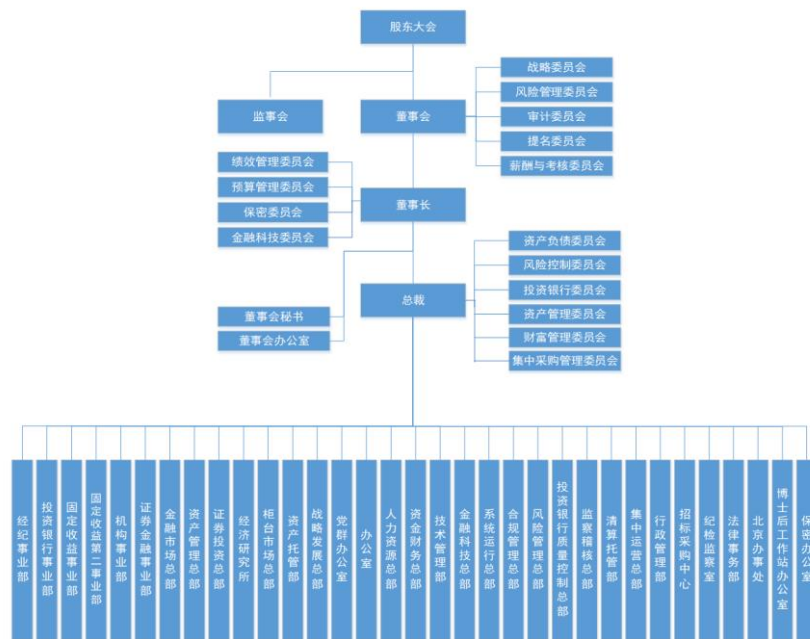 股东大会
监事会
董事会
战略委员会
风险管理委员会
审计委员会
提名委员会
薪酬与考核委员会
绩效管理委员会
预算管理委员会
保密委员会
金融科技委员会
董事长
资产负债委员会
风险控制委员会
投资银行委员会
资产管理委员会
财富管理委员会
集中采购管理委员会
总裁
董事会秘书
董事会办公室
经纪事业部
投资银行事业部
固定收益事业部
固定收益第二事业部
机构事业部
证券金融事业部
金融市场总部
资产管理总部
证券投资总部
经济研究所
柜台市场总部
资产托管部
战略发展总部
党群办公室
办公室
人力资源总部
资金财务总部
技术管理部
金融科技总部
系统运行总部
合规管理总部
风险管理总部
投资银行质量控制总部
监察稽核总部
清算托管部
集中运营总部
行政管理部
招标采购中心
纪检监察室
法律事务部
北京办事处
博士后工作站办公室
保密办公室